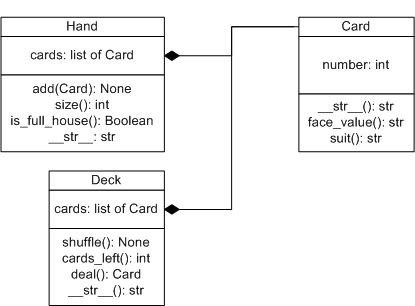 Hand
cards: list of Card
add(Card): None
size(): int
is_full_house(): Boolean
__str__: str
Card
number: int
__str__(): str
face_value(): str
suit(): str
Deck
cards: list of Card
shuffle(): None
cards_left(): int
deal(): Card
__str__(): str